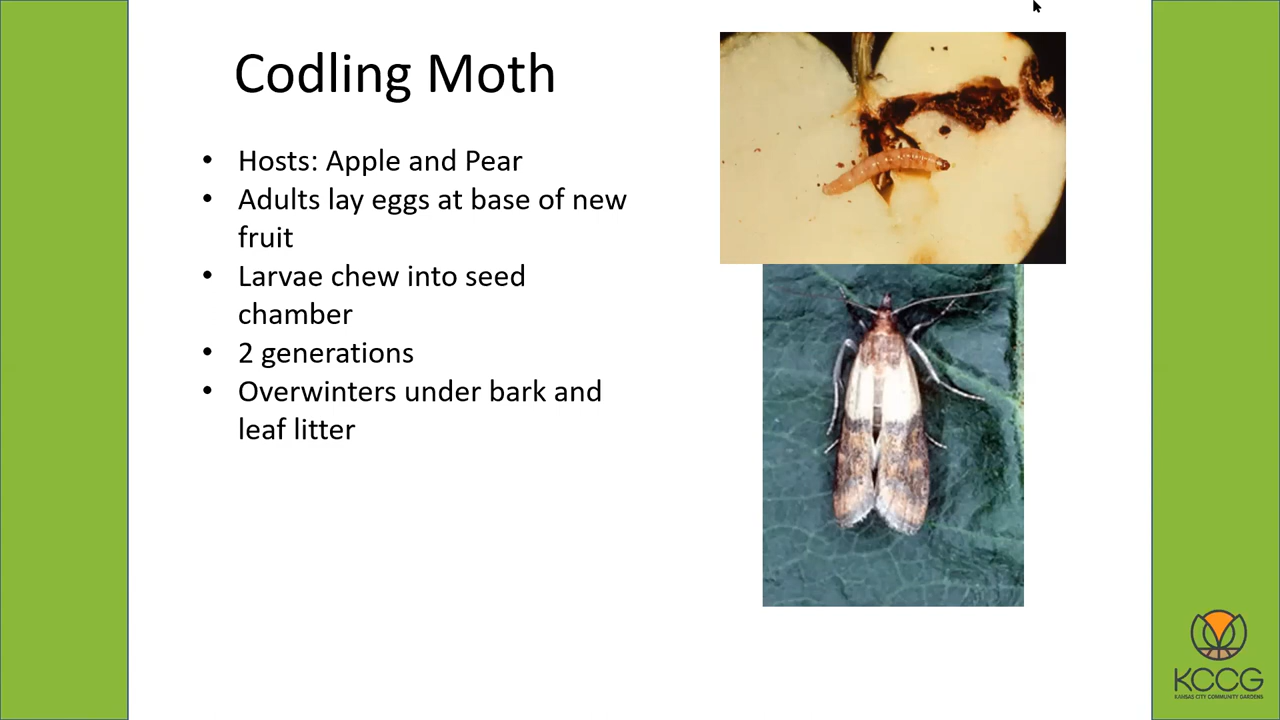 Codling Moth
• Hosts: Apple and Pear
• Adults lay eggs at base of new
fruit
• Larvae chew into seed
chamber
• 2 generations
• Overwinters under bark and
leaf litter
KCCG
KANSAS CITY COMMUNITY GARDENS